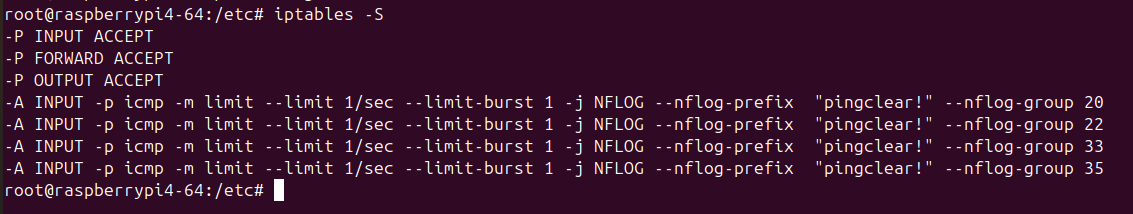 root@raspberrypi4-64:/etc# iptables -S
-P INPUT ACCEPT
-P FORWARD ACCEPT
-P OUTPUT ACCEPT
-A INPUT -p icmp -m limit --limit 1/sec --limit-burst 1 -j NFLOG --nflog-prefix  "pingclear!" --nflog-group 20
-A INPUT -p icmp -m limit --limit 1/sec --limit-burst 1 -j NFLOG --nflog-prefix  "pingclear!" --nflog-group 22
-A INPUT -p icmp -m limit --limit 1/sec --limit-burst 1 -j NFLOG --nflog-prefix  "pingclear!" --nflog-group 33
-A INPUT -p icmp -m limit --limit 1/sec --limit-burst 1 -j NFLOG --nflog-prefix  "pingclear!" --nflog-group 35
root@raspberrypi4-64:/etc#